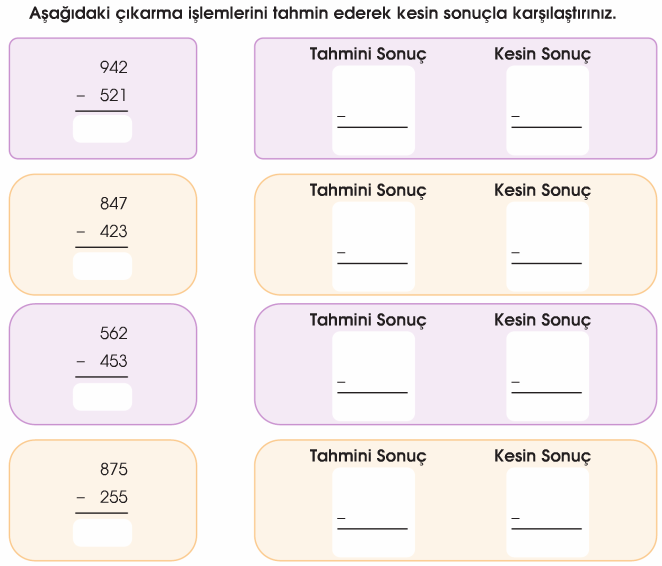 Aşağıdaki çıkarma işlemlerini tahmin ederek kesin sonuçla karşılaştırınız.
942
– 521
Tahmini Sonuç Kesin Sonuç
– –
847
– 423
Tahmini Sonuç Kesin Sonuç
– –
562
– 453
Tahmini Sonuç Kesin Sonuç
– –
875
– 255
Tahmini Sonuç Kesin Sonuç
– –